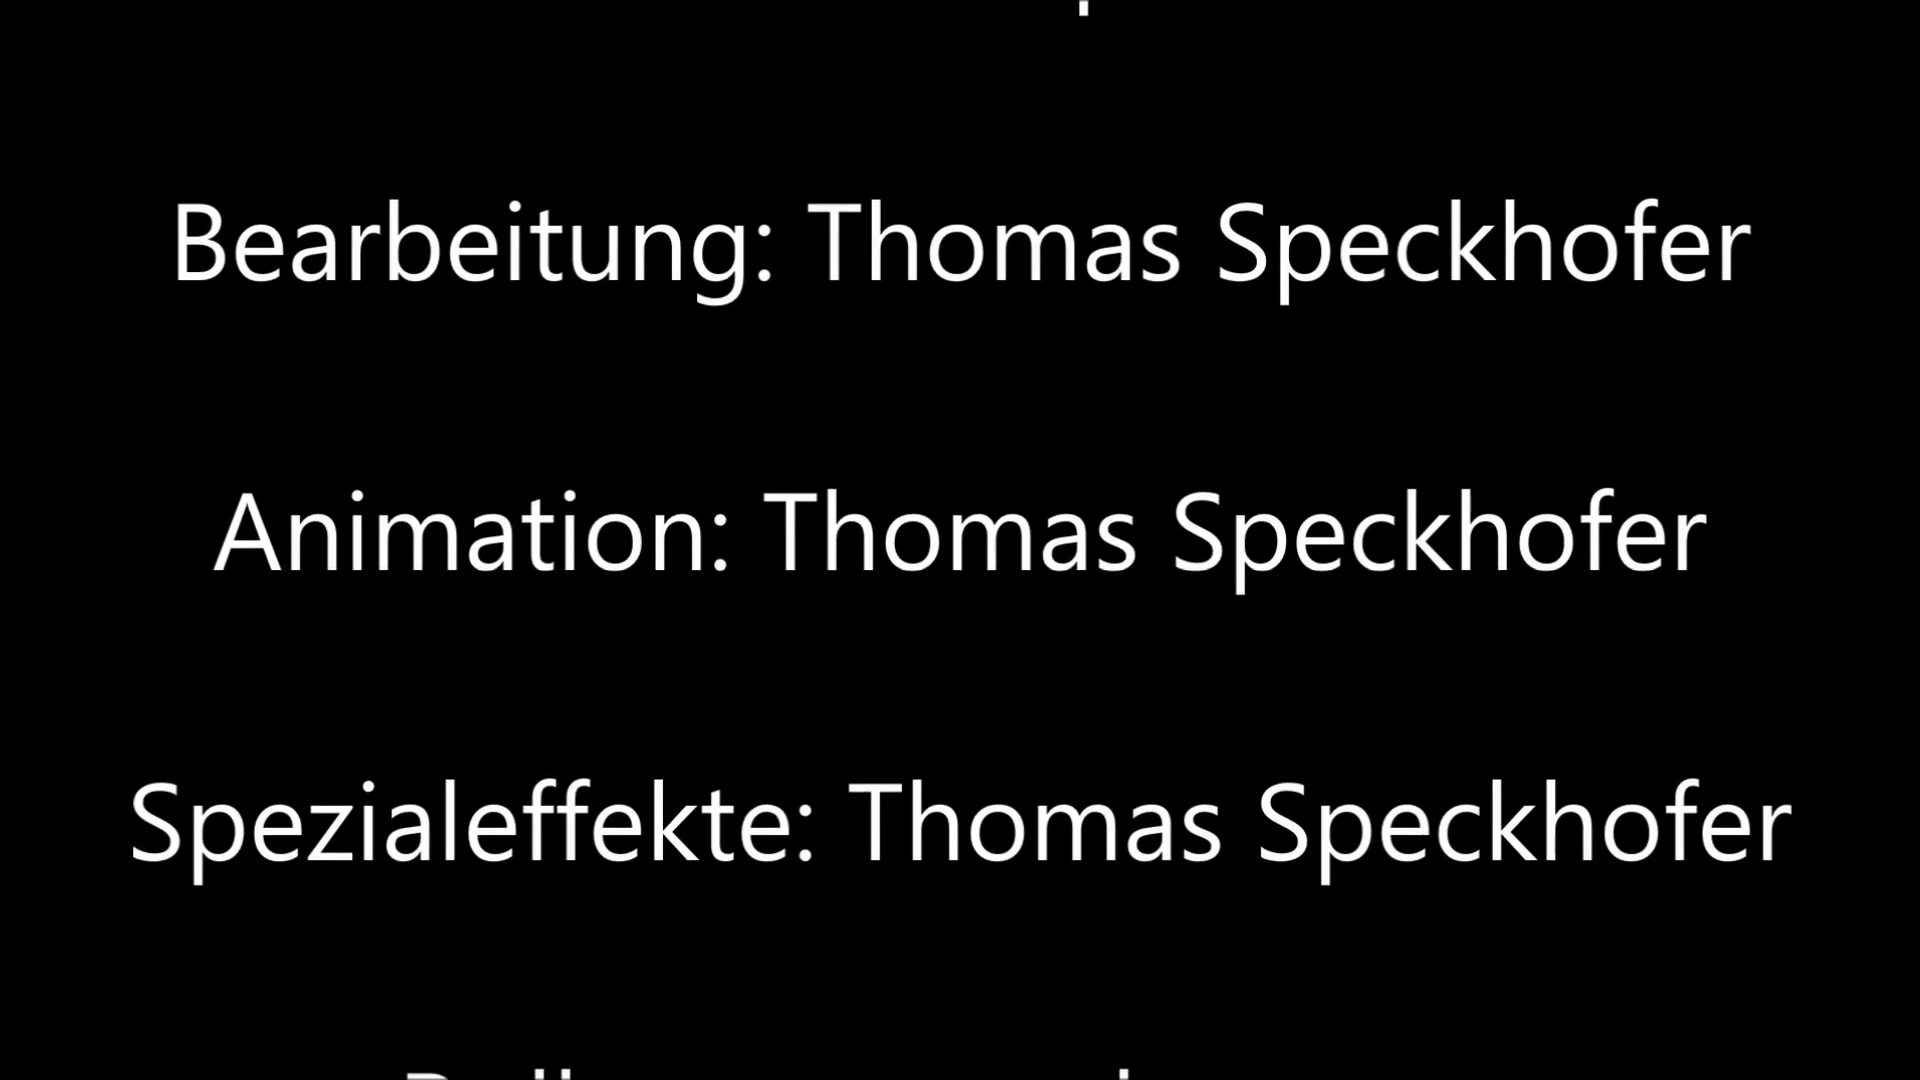 Bearbeitung: Thomas Speckhofer
Animation: Thomas Speckhofer
Spezialeffekte: Thomas Speckhofer